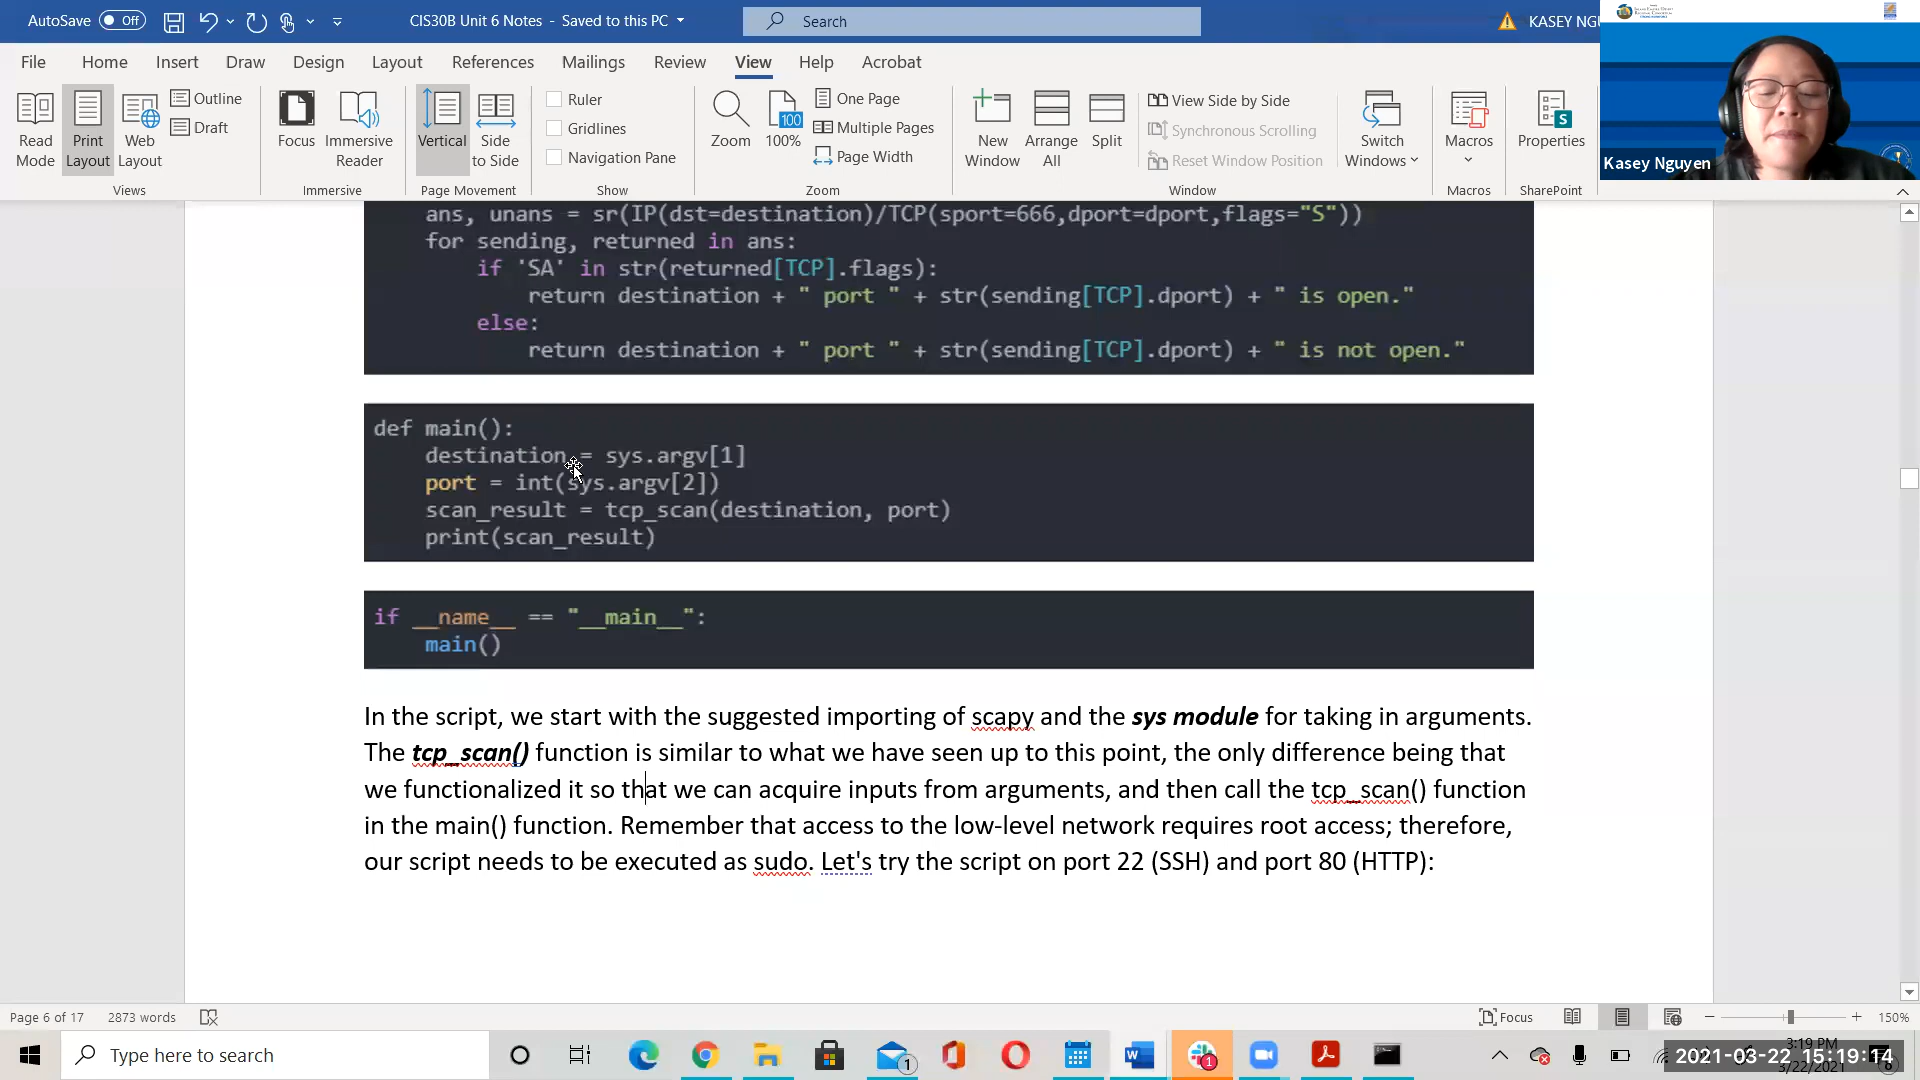 AutoSave Off CIS30B Unit 6 Notes - Saved to this PC Search KASEY NGU
File Home Insert Draw Design Layout References Mailings Review View Help Acrobat
Read Mode
Print Layout
Web Layout
Outline
Draft
Views
Focus
Immersive Reader
Immersive
Vertical
Side to Side
Page Movement
Ruler
Gridlines
Navigation Pane
Show
Zoom
100
100%
One Page
Multiple Pages
Page Width
Zoom
New Window
Arrange All
Split
View Side by Side
Synchronous Scrolling
Reset Window Position
Switch Windows
Window
Macros
Macros
Properties
SharePoint
Kasey Nguyen
ans, unans = sr(IP(dst=destination)/TCP(sport=666,dport=dport,flags="S"))
for sending, returned in ans:
if 'SA' in str(returned[TCP].flags):
return destination + " port " + str(sending[TCP].dport) + " is open."
else:
return destination + " port " + str(sending[TCP].dport) + " is not open."
def main():
destination = sys.argv[1]
port = int(sys.argv[2])
scan_result = tcp_scan(destination, port)
print(scan_result)
if __name__ == "__main__":
main()
In the script, we start with the suggested importing of scapy and the sys module for taking in arguments.
The tcp_scan() function is similar to what we have seen up to this point, the only difference being that
we functionalized it so that we can acquire inputs from arguments, and then call the tcp_scan() function
in the main() function. Remember that access to the low-level network requires root access; therefore,
our script needs to be executed as sudo. Let's try the script on port 22 (SSH) and port 80 (HTTP):
Page 6 of 17 2873 words Focus 150%
Type here to search
1
1
3:19 PM
2021-03-22 15:19:14